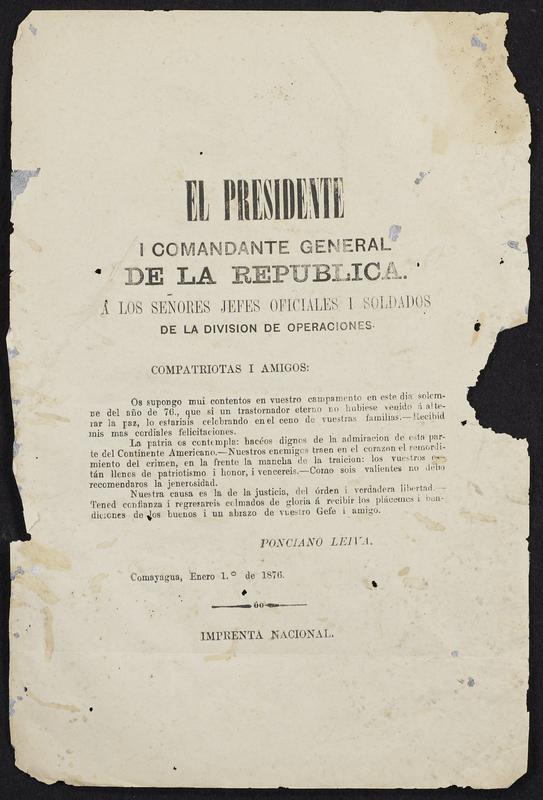 EL PRESIDENTE
I COMANDANTE GENERAL
DE LA REPUBLICA.
Á LOS SEÑORES JEFES OFICIALES I SOLDADOS
DE LA DIVISION DE OPERACIONES.
COMPATRIOTAS I AMIGOS:
Os supongo mui contentos en vuestro campamento en este dia solem-
ne del año de 76., que si un trastornador eterno no hubiese venido á alte-
rar la paz, lo estariais celebrando en el ceno de vuestras familias.—Recibid
mis mas cordiales felicitaciones.
La patria os contempla: hacéos dignos de la admiracion de esta par-
te del Continente Americano.—Nuestros enemigos traen en el corazon el remordi-
miento del crimen, en la frente la mancha de la traicion: los vuestros es-
tán llenos de patriotismo i honor, i vencereis.—Como sois valientes no debo
recomendaros la jenerosidad.
Nuestra causa es la de la justicia, del órden i verdadera libertad.—
Tened confianza i regresareis colmados de gloria á recibir los plácemes i ben-
diciones de los buenos i un abrazo de vuestro Gefe i amigo.
PONCIANO LEIVA.
Comayagua, Enero 1.º de 1876.
IMPRENTA NACIONAL.